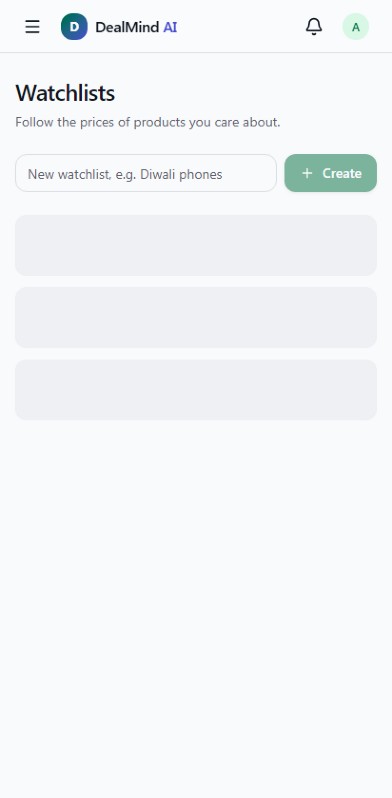 D DealMind AI
A
Watchlists
Follow the prices of products you care about.
New watchlist, e.g. Diwali phones
+ Create